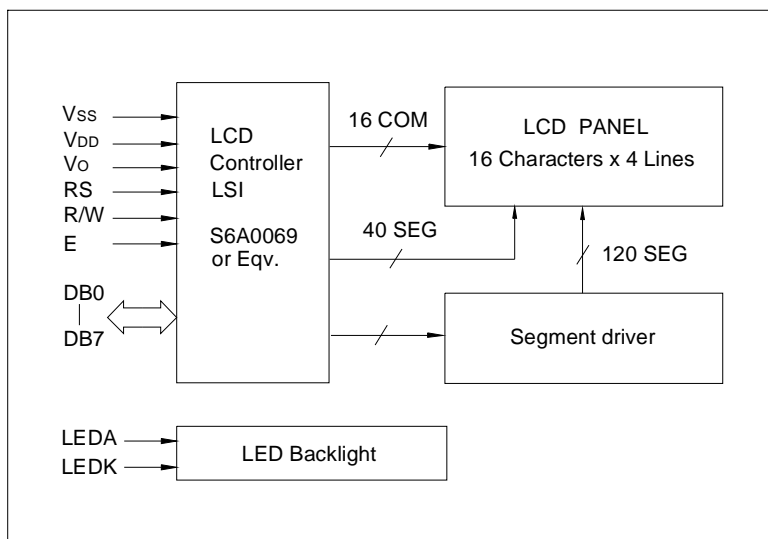 VSS
VDD
VO
RS
R/W
E
DB0
DB7
LCD
Controller
LSI
S6A0069
or Eqv.
16 COM
40 SEG
LCD PANEL
16 Characters x 4 Lines
120 SEG
Segment driver
LEDA
LEDK
LED Backlight